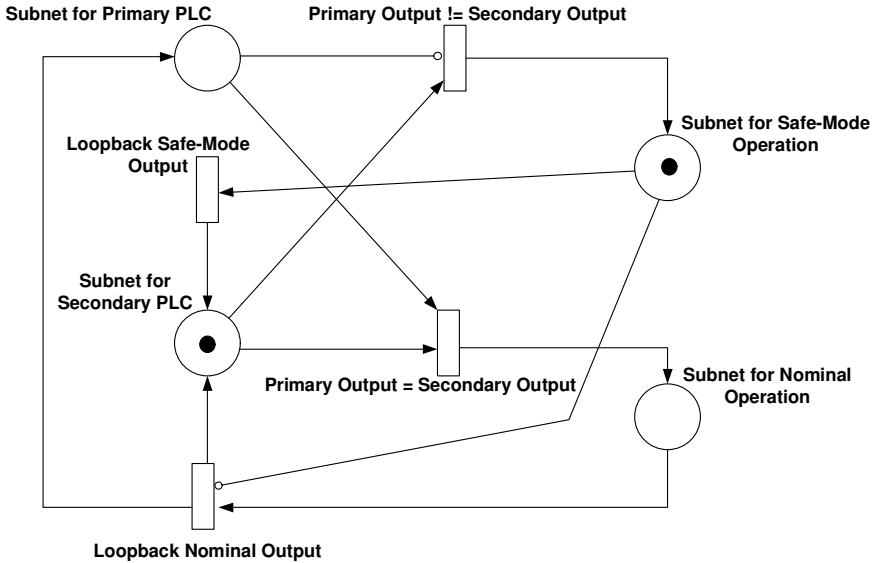 Subnet for Primary PLC
Primary Output != Secondary Output
Subnet for Safe-Mode
Operation
Loopback Safe-Mode
Output
Subnet for
Secondary PLC
Primary Output = Secondary Output
Subnet for Nominal
Operation
Loopback Nominal Output